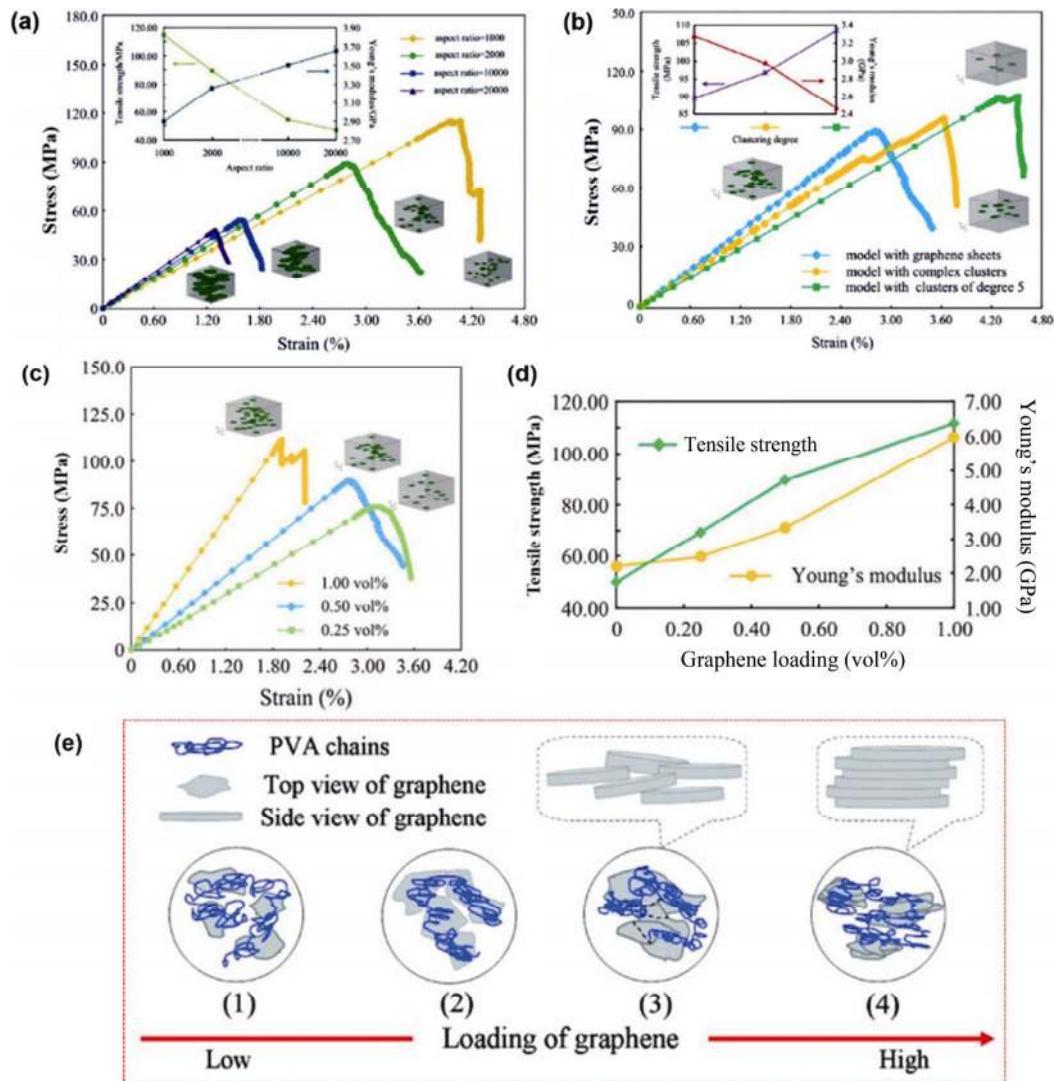 (a)
180.0
150.0
120.0
90.0
60.0
30.0
0
Stress (MPa)
0 0.60 1.20 1.80 2.40 3.00 3.60 4.20 4.80
Strain (%)
120.00
100.00
80.00
60.00
40.00
Tensile strength/MPa
3.90
3.70
3.50
3.30
3.10
2.90
2.70
Young's modulus/GPa
1000 2000 10000 20000
Aspect ratio
aspect ratio=1000
aspect ratio=2000
aspect ratio=10000
aspect ratio=20000
(b)
150.0
120.0
90.0
60.0
30.0
0
Stress (MPa)
0 0.60 1.20 1.80 2.40 3.00 3.60 4.20 4.80
Strain (%)
110
105
100
95
90
85
Tensile strength
(MPa)
3.4
3.2
3.0
2.8
2.6
2.4
Young's modulus
(GPa)
Clustering degree
model with graphene sheets
model with complex clusters
model with clusters of degree 5
(c)
150.0
125.0
100.0
75.0
50.0
25.0
0
Stress (MPa)
0 0.60 1.20 1.80 2.40 3.00 3.60 4.20
Strain (%)
1.00 vol%
0.50 vol%
0.25 vol%
(d)
120.00
100.00
80.00
60.00
40.00
Tensile strength (MPa)
7.00
6.00
5.00
4.00
3.00
2.00
1.00
Young's modulus (GPa)
0 0.20 0.40 0.60 0.80 1.00
Graphene loading (vol%)
Tensile strength
Young's modulus
(e)
PVA chains
Top view of graphene
Side view of graphene
(1) (2) (3) (4)
Loading of graphene
Low High